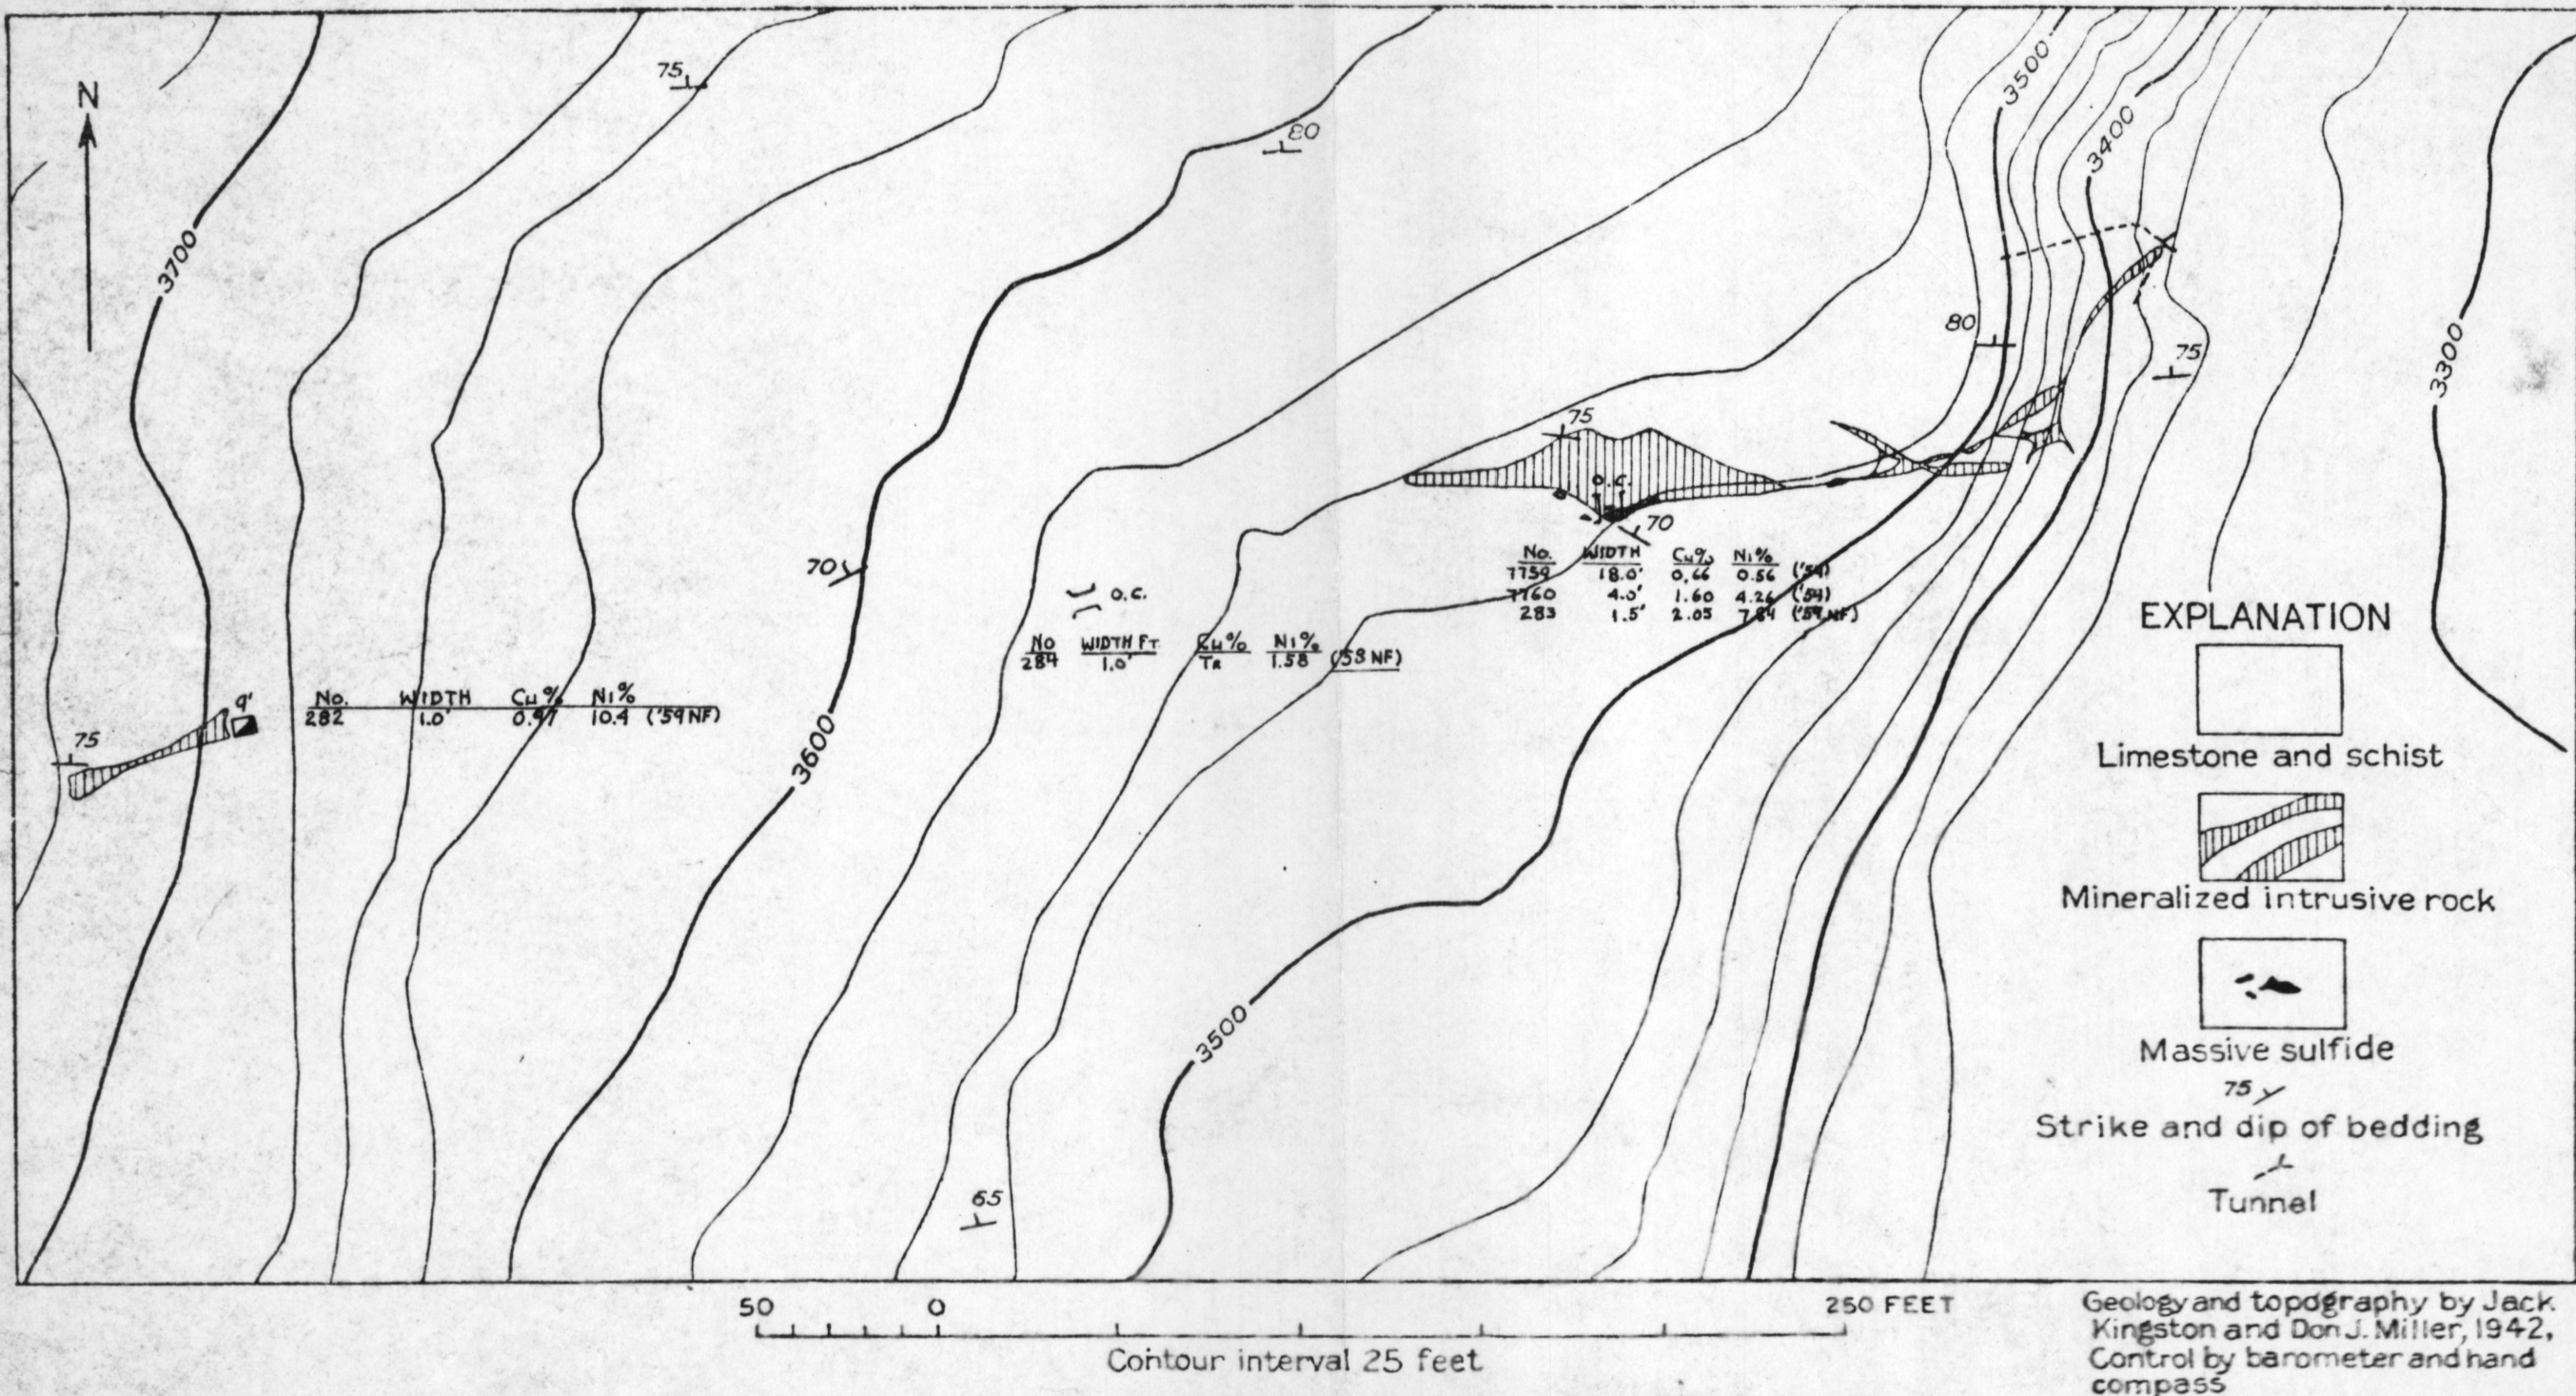 N
75
80
3500
3400
3700
80
75
3300
75
O.C.
70
70
O.C.
No. WIDTH Cu% Ni%
7759 18.0' 0.66 0.56 ('54)
7760 4.0' 1.60 4.26 ('54)
283 1.5' 2.05 7.84 ('59 NF)
No WIDTH FT. Cu% Ni%
284 1.0' TR 1.58 ('58 NF)
9'
No. WIDTH Cu% Ni%
282 1.0' 0.97 10.4 ('59 NF)
75
3600
3500
65
EXPLANATION
Limestone and schist
Mineralized intrusive rock
Massive sulfide
75
Strike and dip of bedding
Tunnel
50 0 250 FEET
Contour interval 25 feet
Geology and topography by Jack
Kingston and Don J. Miller, 1942,
Control by barometer and hand
compass